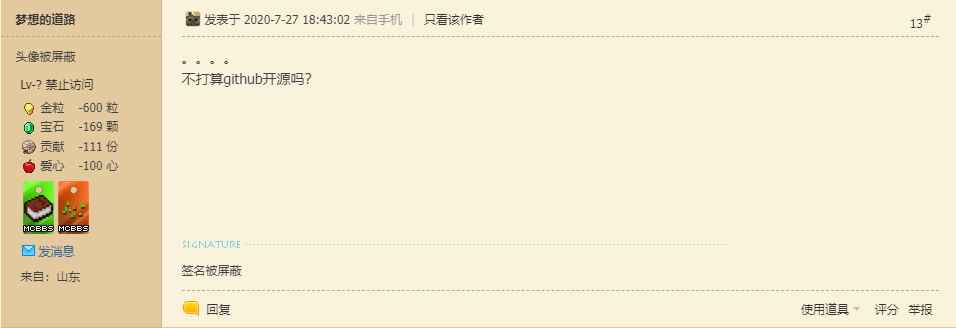 梦想的道路
头像被屏蔽
Lv-? 禁止访问
金粒 -600 粒
宝石 -169 颗
贡献 -111 份
爱心 -100 心
MCBBS MCBBS
发消息
来自: 山东
发表于 2020-7-27 18:43:02 来自手机 | 只看该作者
13#
。。。。
不打算github开源吗?
SIGNATURE
签名被屏蔽
回复
使用道具 评分 举报